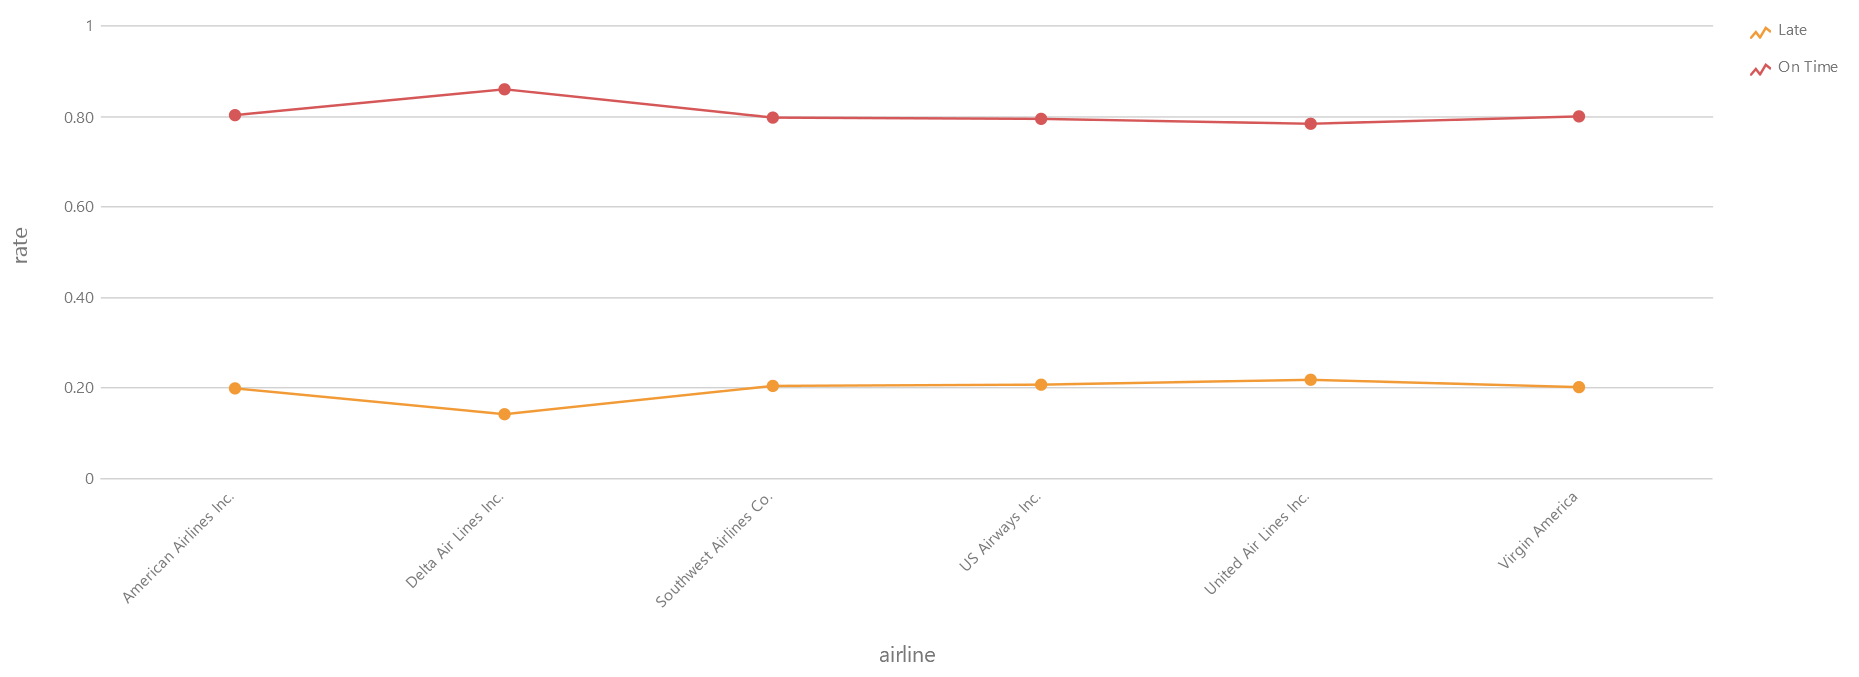 1
0.80
0.60
0.40
0.20
0
rate
American Airlines Inc.
Delta Air Lines Inc.
Southwest Airlines Co.
US Airways Inc.
United Air Lines Inc.
Virgin America
airline
Late
On Time